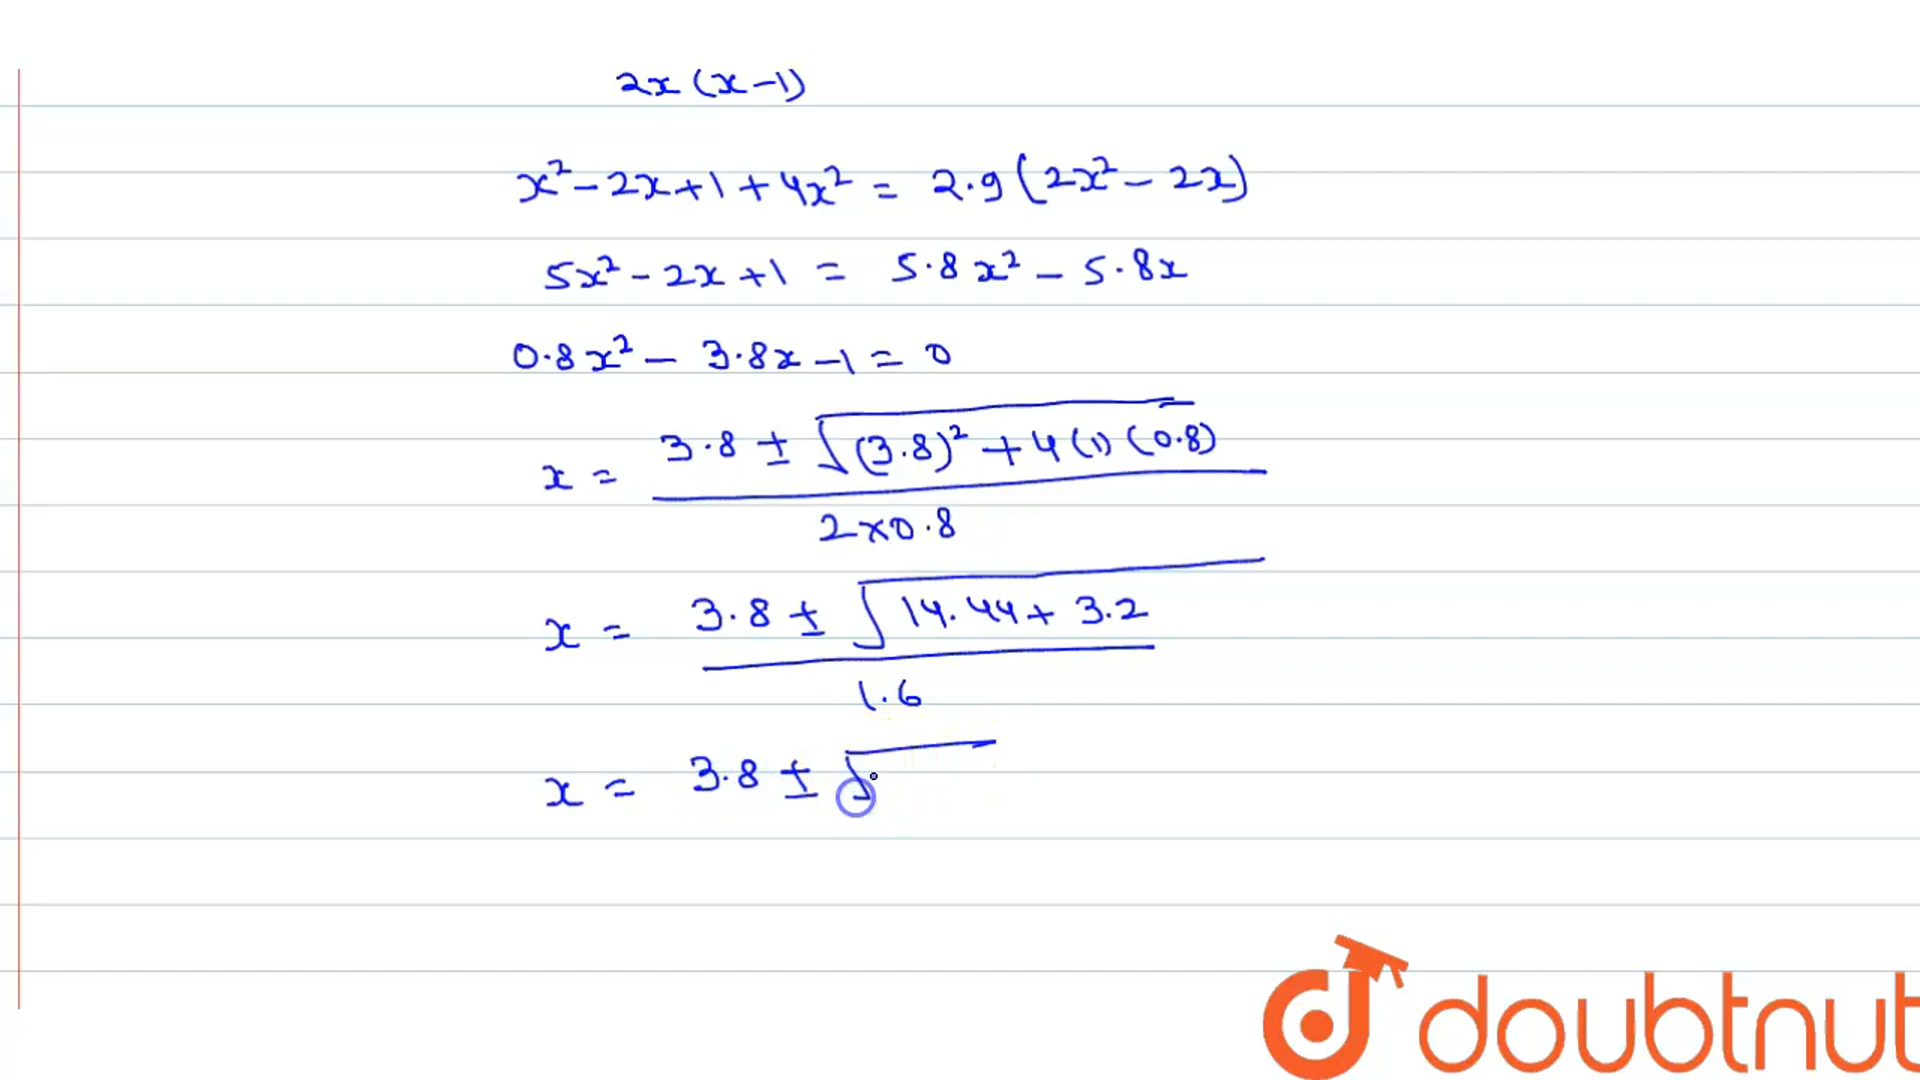 2x(x-1)
x² - 2x + 1 + 4x² = 2.9(2x² - 2x)
5x² - 2x + 1 = 5.8x² - 5.8x
0.8x² - 3.8x - 1 = 0
x = 3.8 ± √(3.8)² + 4(1)(0.8)
2×0.8
x = 3.8 ± √14.44 + 3.2
1.6
x = 3.8 ± √
doubtnut